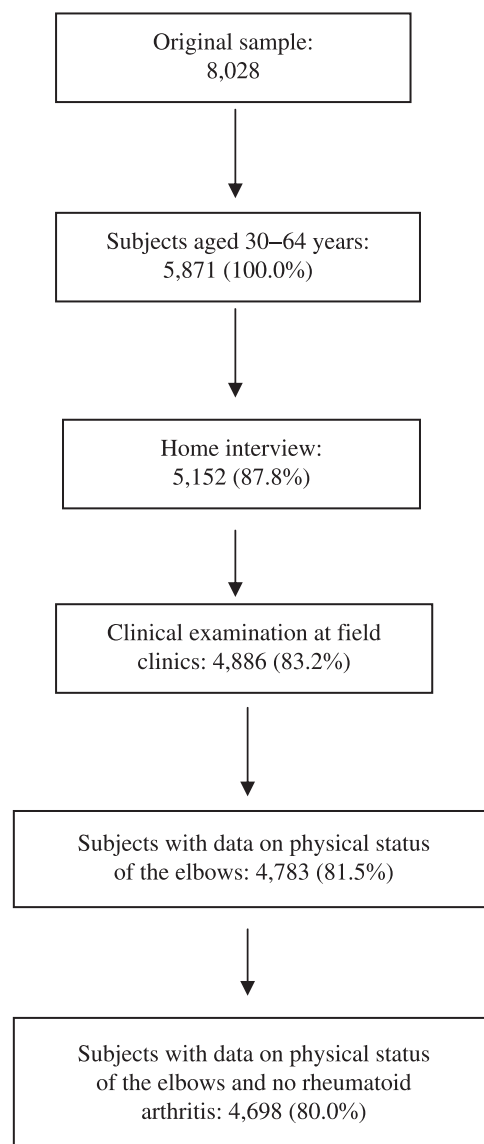 Original sample:
8,028
Subjects aged 30–64 years:
5,871 (100.0%)
Home interview:
5,152 (87.8%)
Clinical examination at field
clinics: 4,886 (83.2%)
Subjects with data on physical status
of the elbows: 4,783 (81.5%)
Subjects with data on physical status
of the elbows and no rheumatoid
arthritis: 4,698 (80.0%)